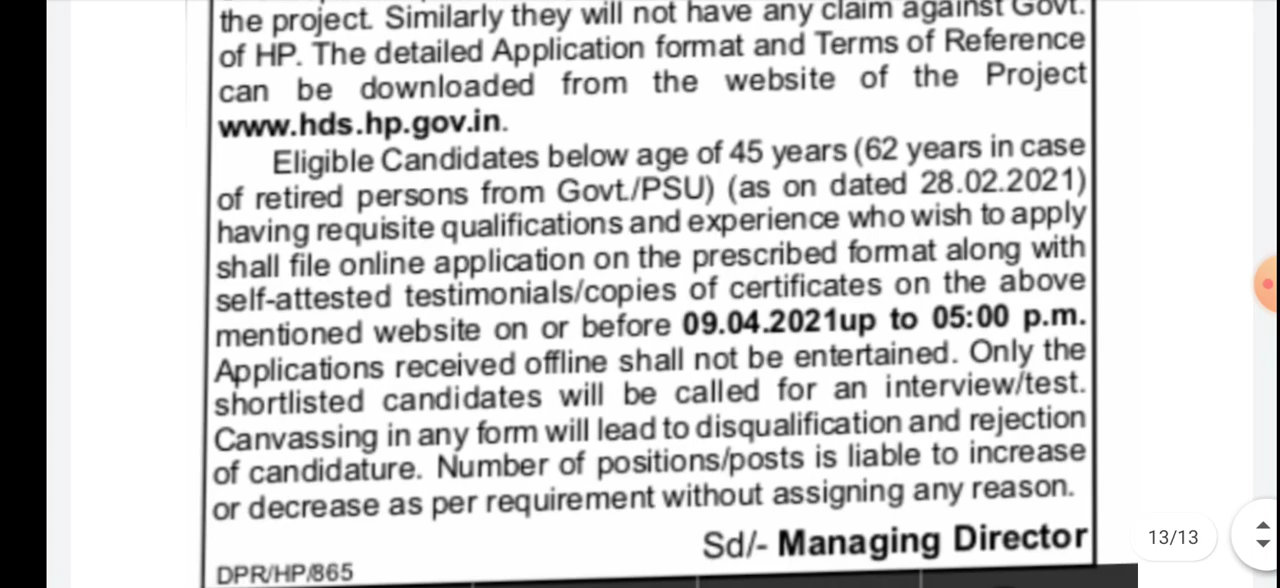 the project. Similarly they will not have any claim against Govt.
of HP. The detailed Application format and Terms of Reference
can be downloaded from the website of the Project
www.hds.hp.gov.in.
Eligible Candidates below age of 45 years (62 years in case
of retired persons from Govt./PSU) (as on dated 28.02.2021)
having requisite qualifications and experience who wish to apply
shall file online application on the prescribed format along with
self-attested testimonials/copies of certificates on the above
mentioned website on or before 09.04.2021up to 05:00 p.m.
Applications received offline shall not be entertained. Only the
shortlisted candidates will be called for an interview/test.
Canvassing in any form will lead to disqualification and rejection
of candidature. Number of positions/posts is liable to increase
or decrease as per requirement without assigning any reason.
Sd/- Managing Director
13/13
DPR/HP/865